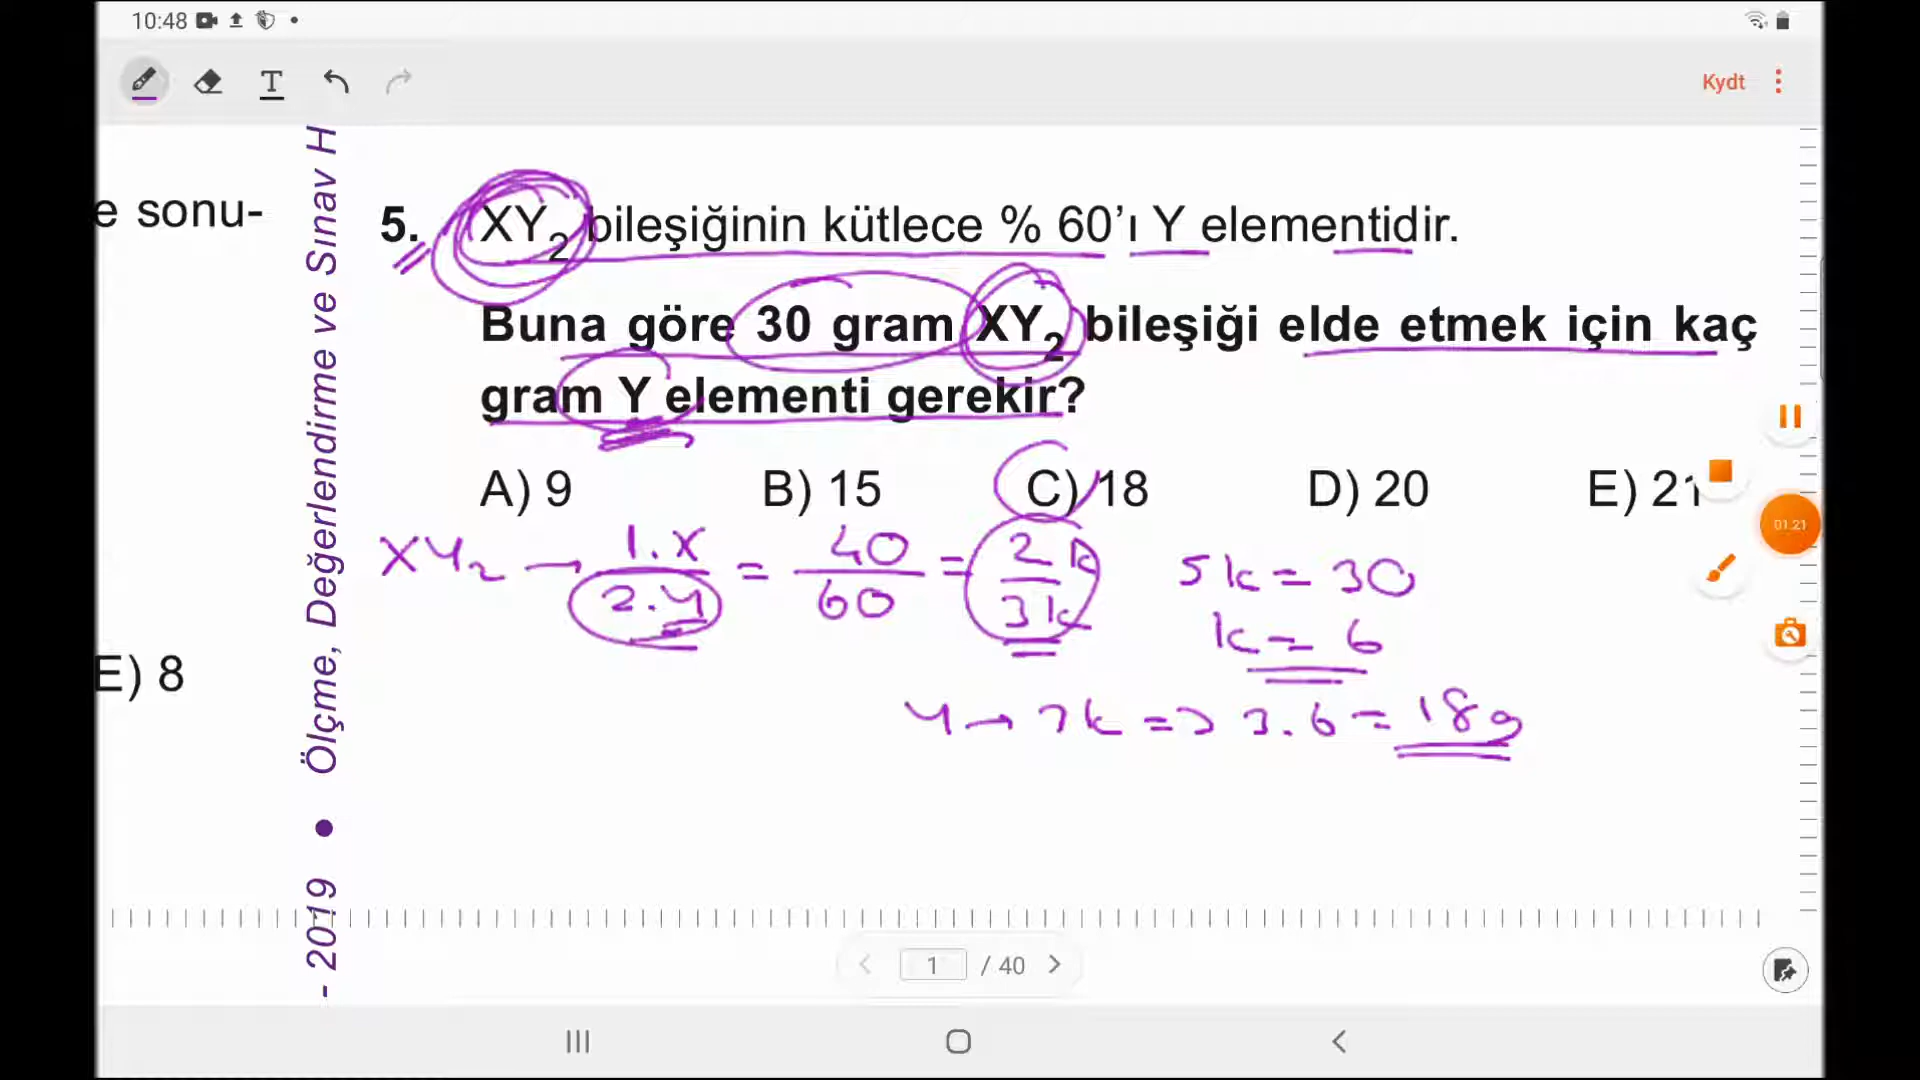 10:48
Kydt
e sonu-
E) 8
- 2019 • Ölçme, Değerlendirme ve Sınav H
5. XY₂ bileşiğinin kütlece % 60’ı Y elementidir.
Buna göre 30 gram XY₂ bileşiği elde etmek için kaç
gram Y elementi gerekir?
A) 9 B) 15 C) 18 D) 20 E) 21
XY₂ → 1.X / 2.Y = 40 / 60 = 2k / 3k
5k = 30
k = 6
Y → 3k => 3.6 = 18g
01:21
1 / 40